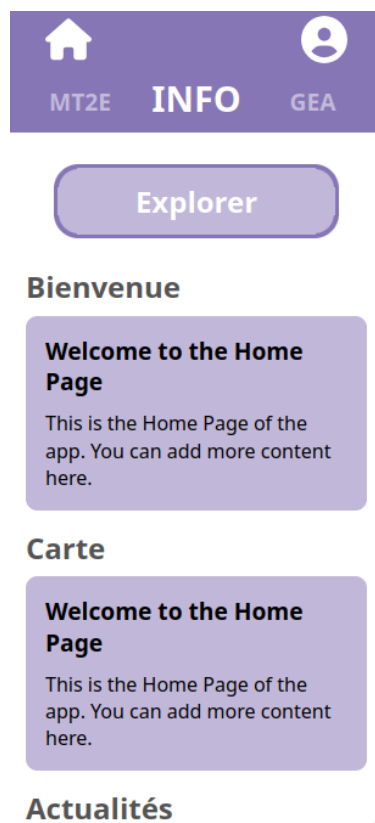 MT2E INFO GEA
Explorer
Bienvenue
Welcome to the Home
Page
This is the Home Page of the
app. You can add more content
here.
Carte
Welcome to the Home
Page
This is the Home Page of the
app. You can add more content
here.
Actualités